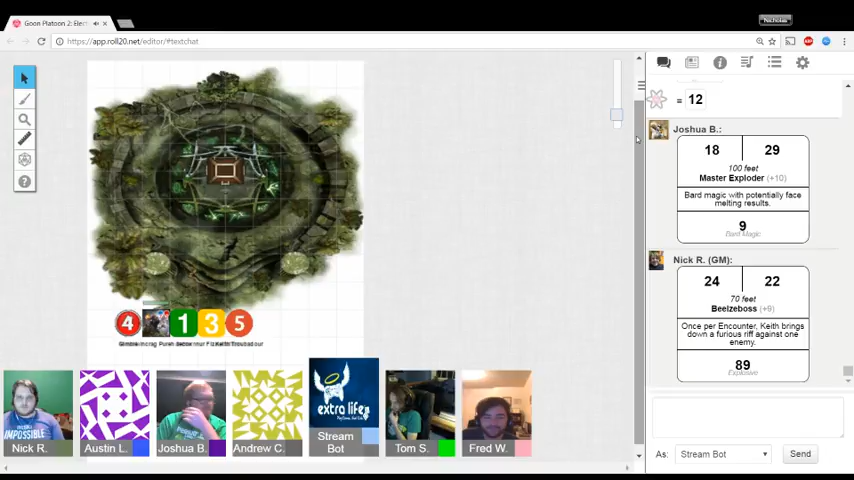 Goon Platoon 2: Elem
Nicholas
https://app.roll20.net/editor/#textchat
= 12
Joshua B.:
18 29
100 feet
Master Exploder (+10)
Bard magic with potentially face
melting results.
9
Bard Magic
Nick R. (GM):
24 22
70 feet
Beelzeboss (+9)
Once per Encounter, Keith brings
down a furious riff against one
enemy.
89
Explosive
4 1 3 5
IMPOSSIBLE
extra life
Nick R.
Austin L.
Joshua B.
Andrew C.
Stream
Bot
Tom S.
Fred W.
As: Stream Bot Send